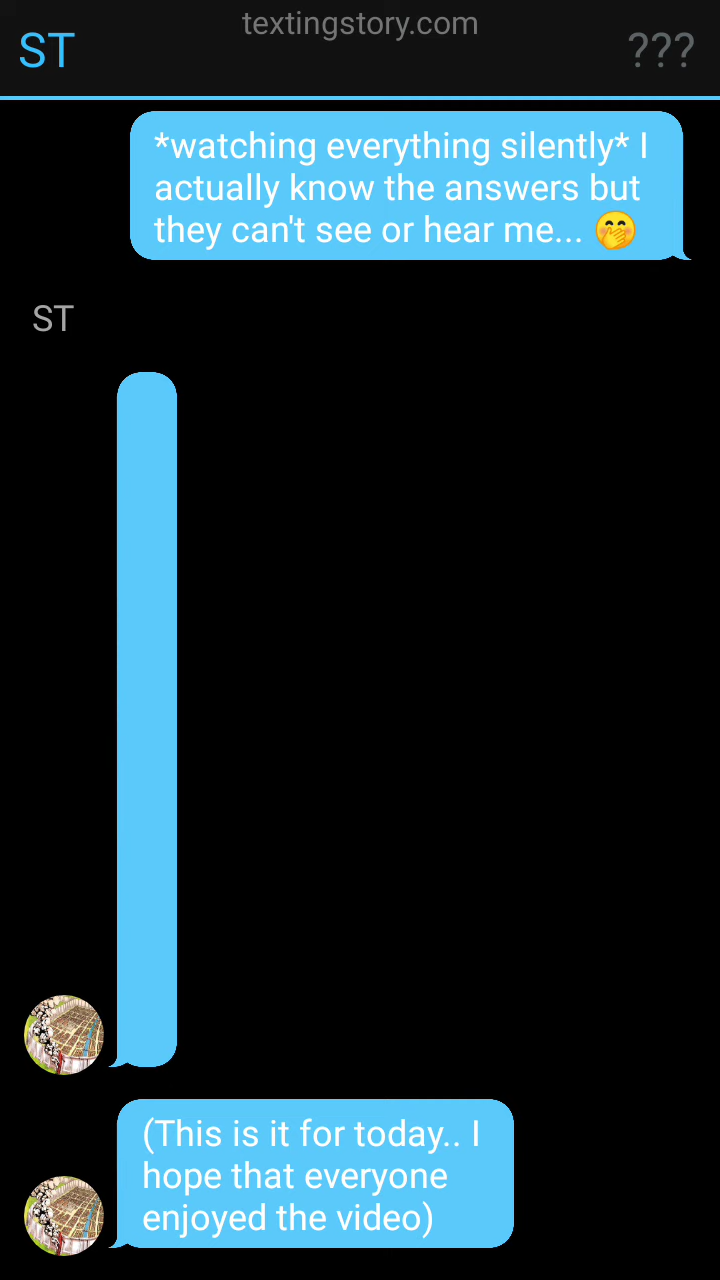 textingstory.com
ST
???
*watching everything silently* I
actually know the answers but
they can't see or hear me... 🤭
ST
(This is it for today.. I
hope that everyone
enjoyed the video)